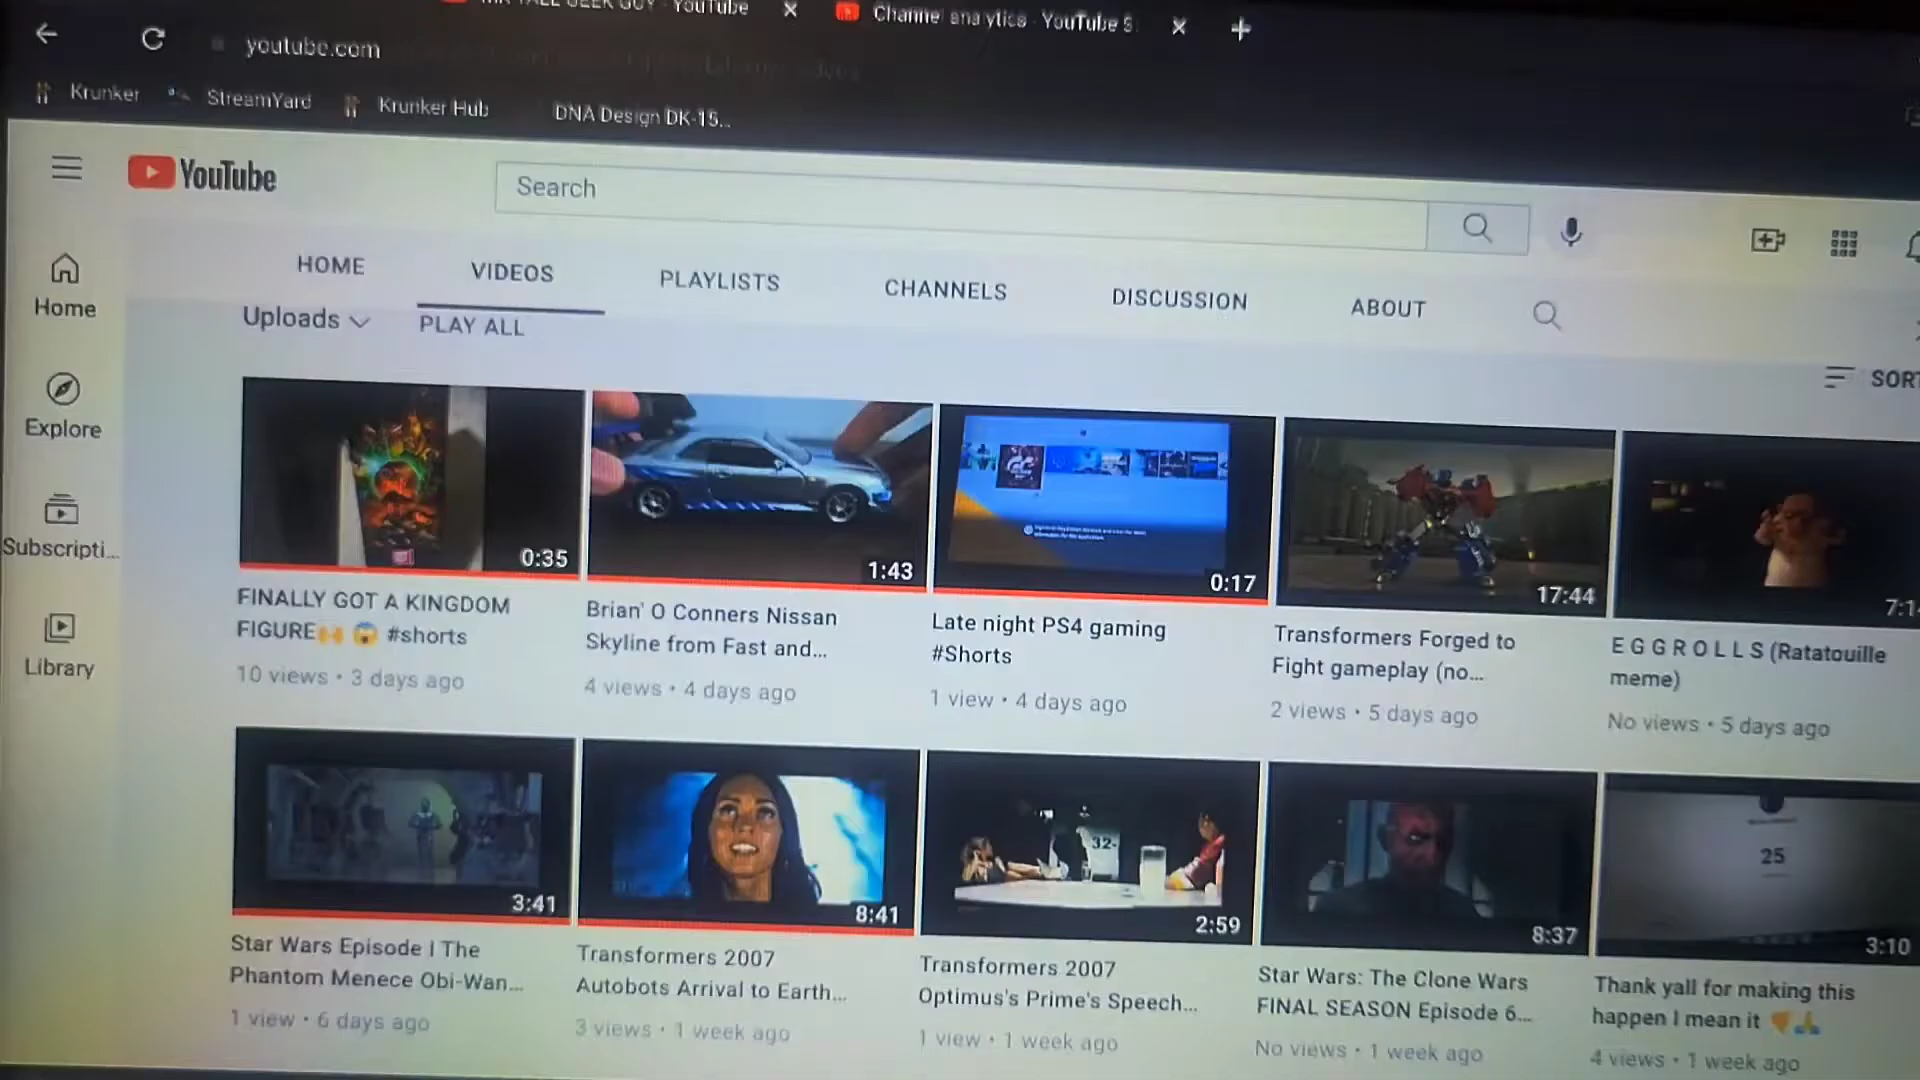 YouTube
Channel analytics - YouTube S
youtube.com
Krunker
StreamYard
Krunker Hub
DNA Design DK-15...
YouTube
Search
HOME
VIDEOS
PLAYLISTS
CHANNELS
DISCUSSION
ABOUT
Home
Explore
Subscripti...
Library
Uploads
PLAY ALL
SORT
0:35
1:43
0:17
17:44
FINALLY GOT A KINGDOM
FIGURE🙌 😱 #shorts
10 views • 3 days ago
Brian' O Conners Nissan
Skyline from Fast and...
4 views • 4 days ago
Late night PS4 gaming
#Shorts
1 view • 4 days ago
Transformers Forged to
Fight gameplay (no...
2 views • 5 days ago
E G G R O L L S (Ratatouille
meme)
No views • 5 days ago
32-
25
3:41
8:41
2:59
8:37
3:10
Star Wars Episode I The
Phantom Menece Obi-Wan...
1 view • 6 days ago
Transformers 2007
Autobots Arrival to Earth...
3 views • 1 week ago
Transformers 2007
Optimus's Prime's Speech...
1 view • 1 week ago
Star Wars: The Clone Wars
FINAL SEASON Episode 6...
No views • 1 week ago
Thank yall for making this
happen I mean it
4 views • 1 week ago